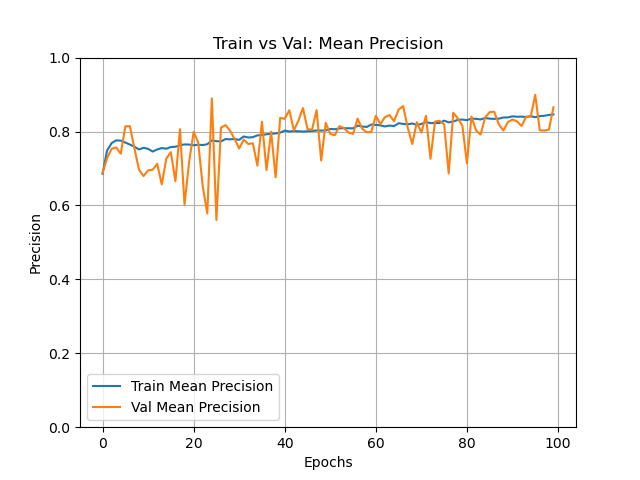 Train vs Val: Mean Precision
1.0
0.8
0.6
0.4
0.2
0.0
Precision
Train Mean Precision
Val Mean Precision
0 20 40 60 80 100
Epochs